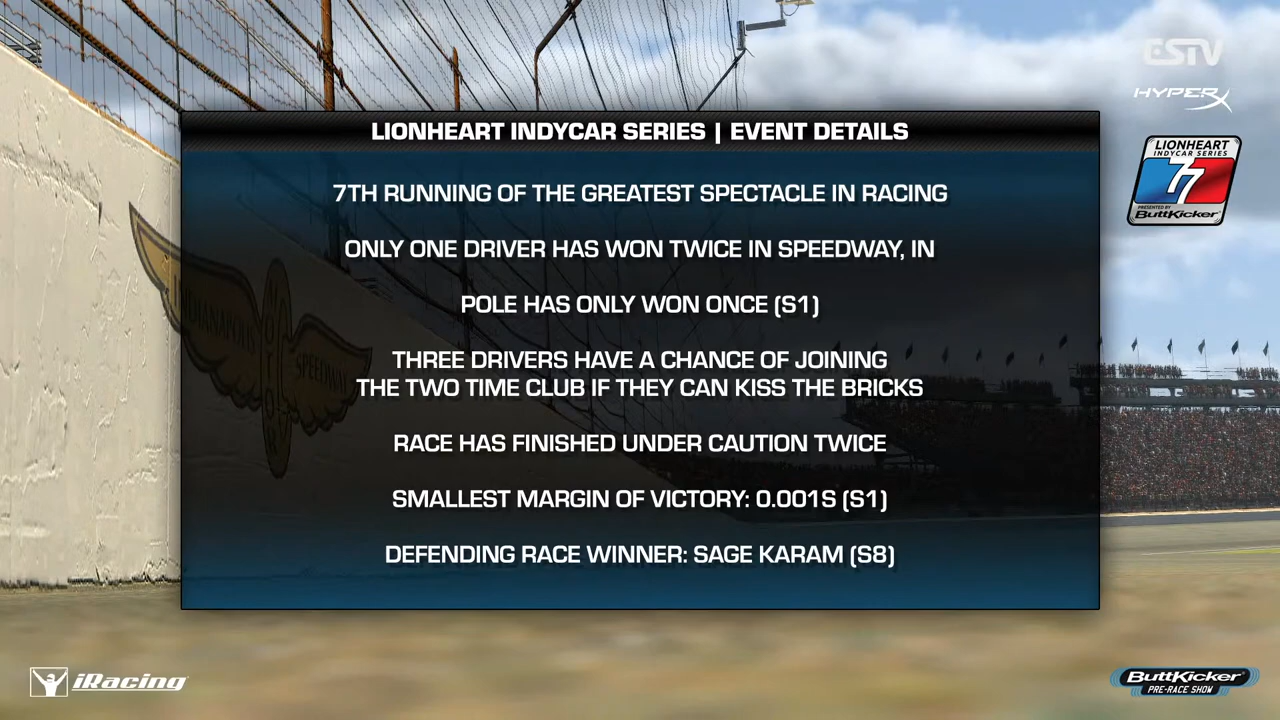 ESTV
HYPERX
LIONHEART INDYCAR SERIES | EVENT DETAILS
LIONHEART
INDYCAR SERIES
77
PRESENTED BY
ButtKicker
7TH RUNNING OF THE GREATEST SPECTACLE IN RACING
ONLY ONE DRIVER HAS WON TWICE IN SPEEDWAY, IN
POLE HAS ONLY WON ONCE (S1)
THREE DRIVERS HAVE A CHANCE OF JOINING
THE TWO TIME CLUB IF THEY CAN KISS THE BRICKS
RACE HAS FINISHED UNDER CAUTION TWICE
SMALLEST MARGIN OF VICTORY: 0.001S (S1)
DEFENDING RACE WINNER: SAGE KARAM (S8)
INDIANAPOLIS
MOTOR
SPEEDWAY
iRacing
ButtKicker
PRE-RACE SHOW